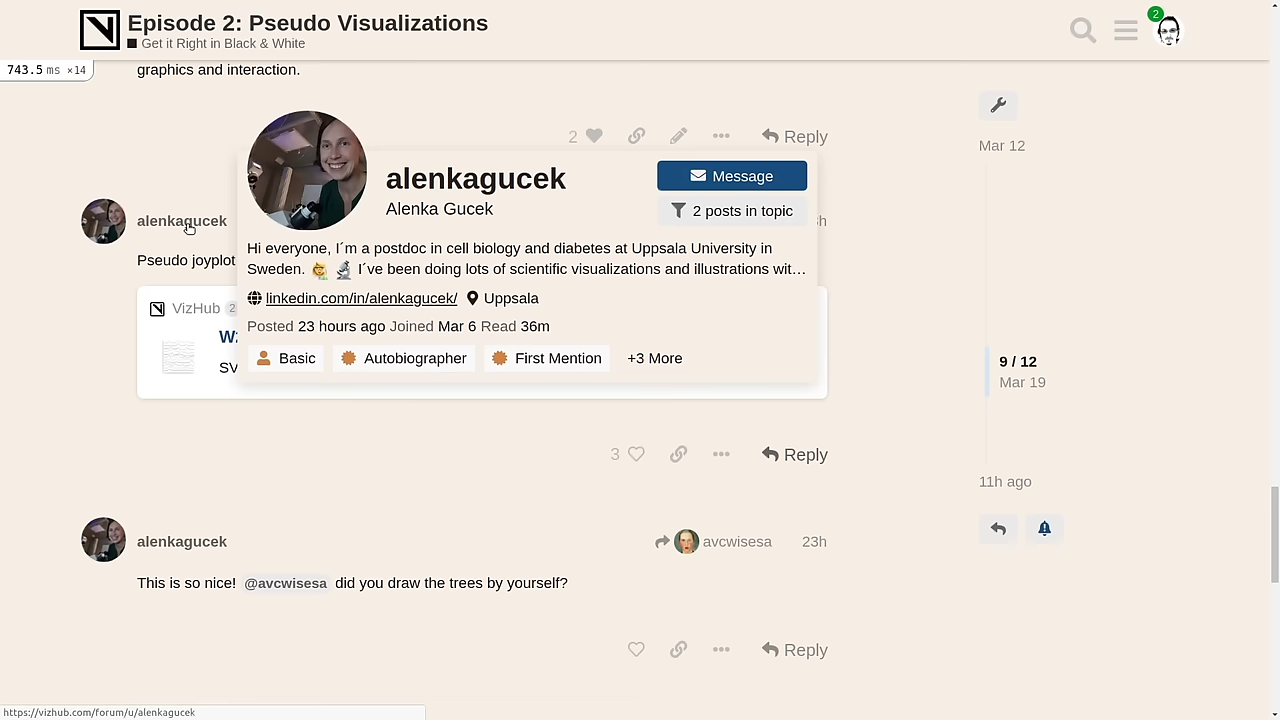 Episode 2: Pseudo Visualizations
Get it Right in Black & White
2
743.5 ms ×14
graphics and interaction.
2
Reply
Mar 12
alenkagucek
Message
Alenka Gucek
2 posts in topic
alenkagucek
Hi everyone, I´m a postdoc in cell biology and diabetes at Uppsala University in
Pseudo joyplot
Sweden. I´ve been doing lots of scientific visualizations and illustrations wit…
linkedin.com/in/alenkagucek/ Uppsala
VizHub
Posted 23 hours ago Joined Mar 6 Read 36m
Basic Autobiographer First Mention +3 More
9 / 12
Mar 19
3
Reply
11h ago
alenkagucek
avcwisesa 23h
This is so nice! @avcwisesa did you draw the trees by yourself?
Reply
https://vizhub.com/forum/u/alenkagucek